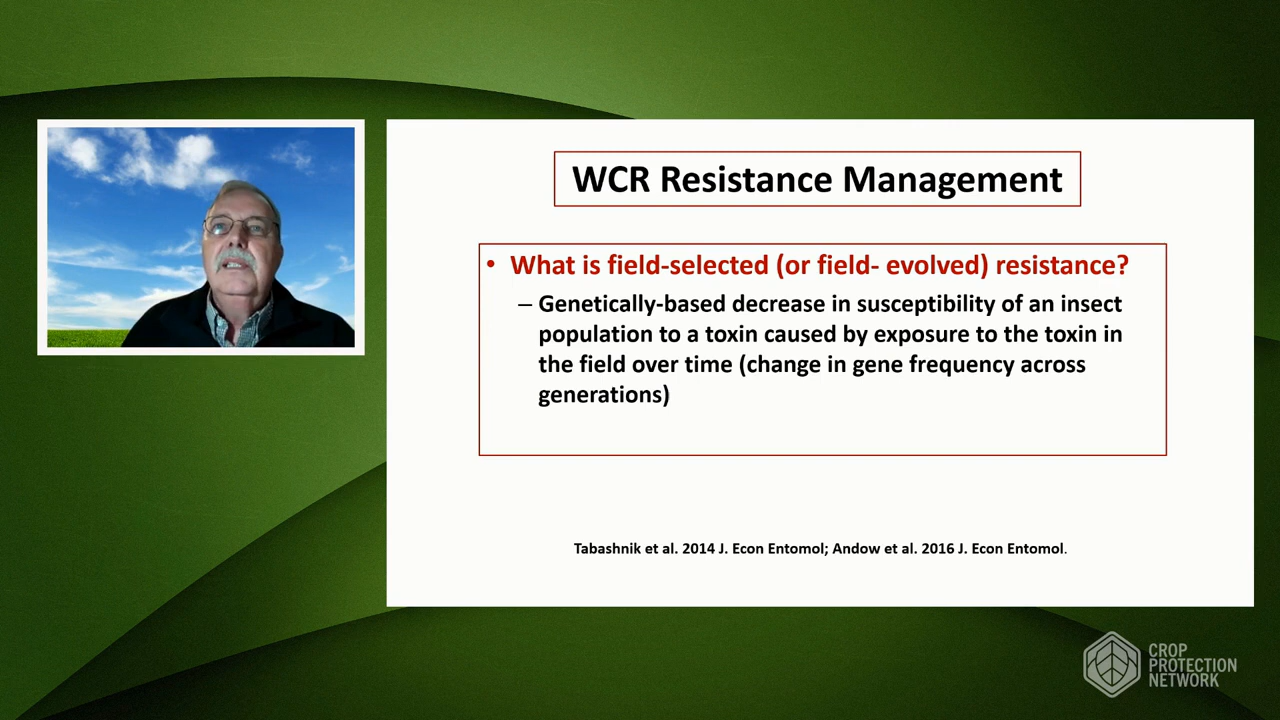 WCR Resistance Management
• What is field-selected (or field- evolved) resistance?
– Genetically-based decrease in susceptibility of an insect
population to a toxin caused by exposure to the toxin in
the field over time (change in gene frequency across
generations)
Tabashnik et al. 2014 J. Econ Entomol; Andow et al. 2016 J. Econ Entomol.
CROP
PROTECTION
NETWORK